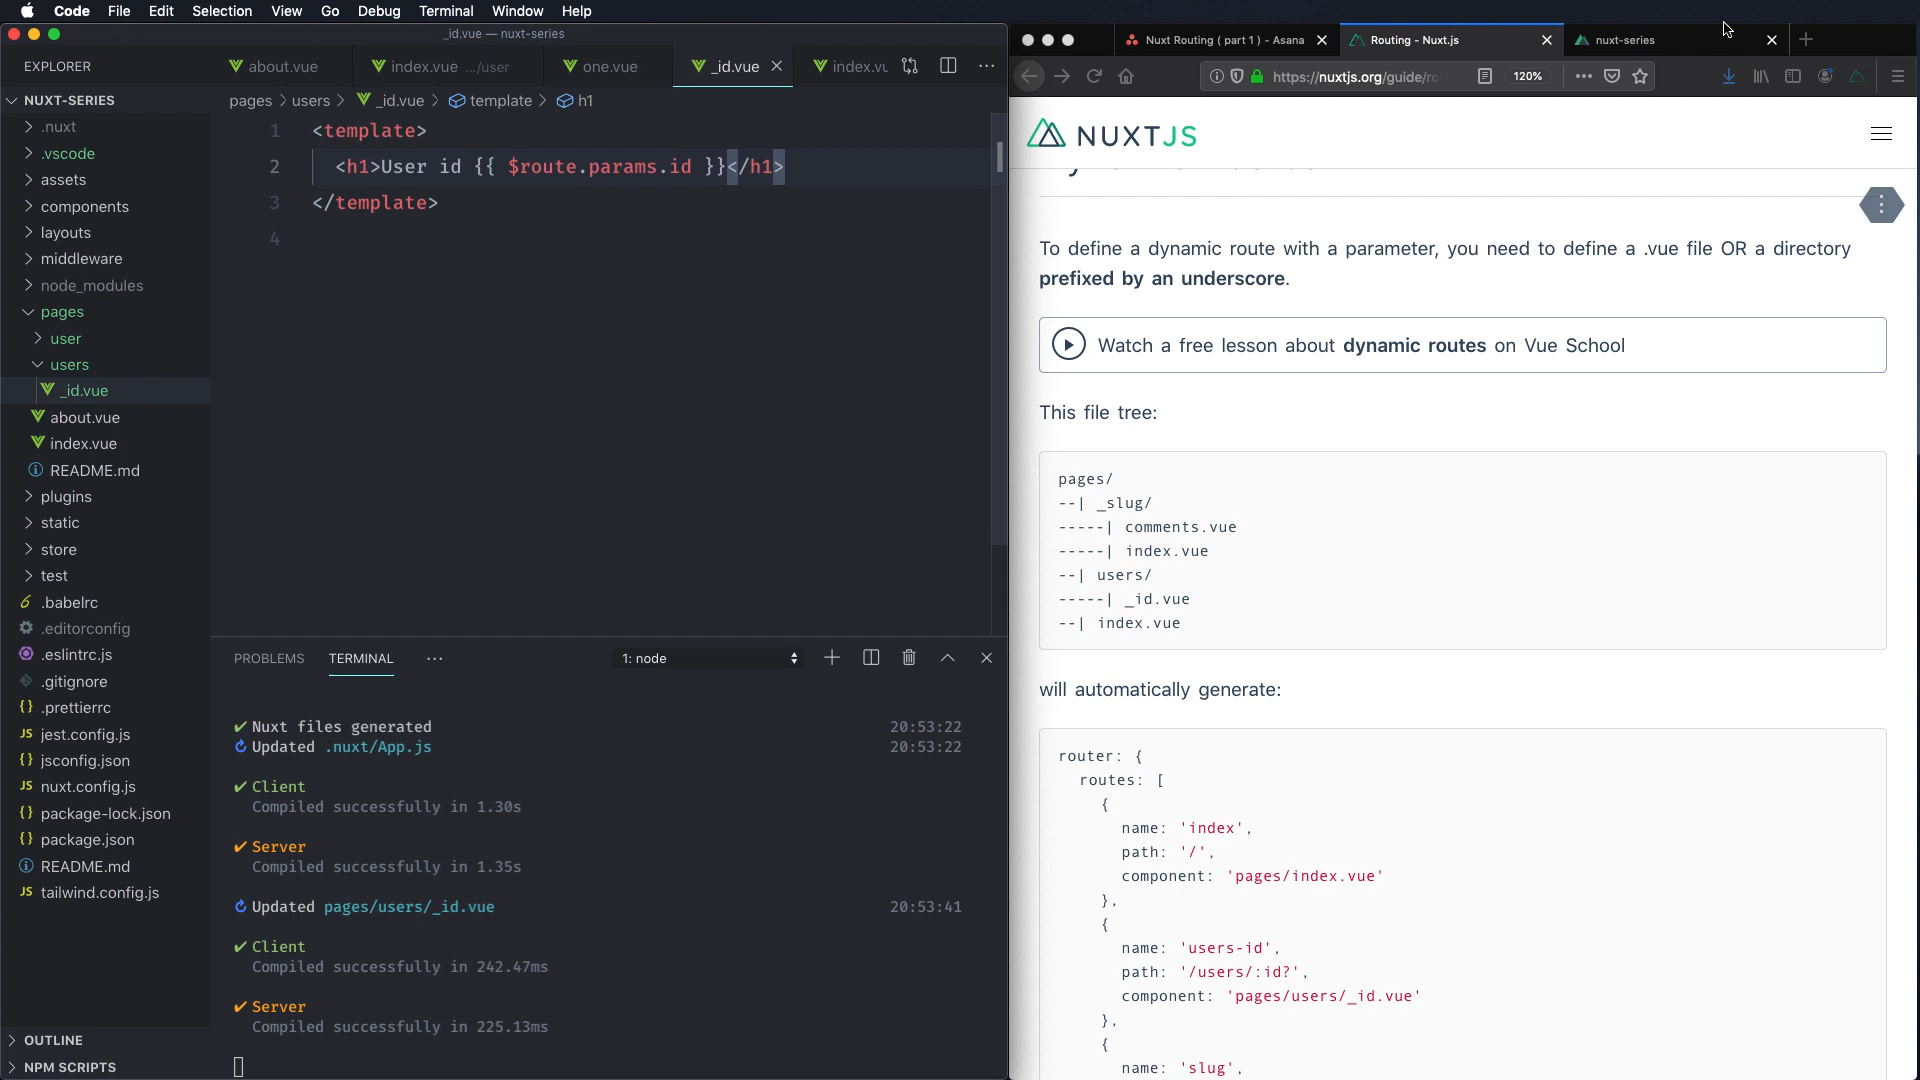 Code File Edit Selection View Go Debug Terminal Window Help
_id.vue — nuxt-series
EXPLORER
NUXT-SERIES
.nuxt
.vscode
assets
components
layouts
middleware
node_modules
pages
user
users
_id.vue
about.vue
index.vue
README.md
plugins
static
store
test
.babelrc
.editorconfig
.eslintrc.js
.gitignore
.prettierrc
jest.config.js
jsconfig.json
nuxt.config.js
package-lock.json
package.json
README.md
tailwind.config.js
OUTLINE
NPM SCRIPTS
about.vue index.vue .../user one.vue _id.vue index.vu
pages > users > _id.vue > template > h1
1 <template>
2 <h1>User id {{ $route.params.id }}</h1>
3 </template>
4
PROBLEMS TERMINAL ··· 1: node
✔ Nuxt files generated 20:53:22
Updated .nuxt/App.js 20:53:22
✔ Client
Compiled successfully in 1.30s
✔ Server
Compiled successfully in 1.35s
Updated pages/users/_id.vue 20:53:41
✔ Client
Compiled successfully in 242.47ms
✔ Server
Compiled successfully in 225.13ms
Nuxt Routing ( part 1 ) - Asana Routing - Nuxt.js nuxt-series
https://nuxtjs.org/guide/ro 120%
NUXTJS
To define a dynamic route with a parameter, you need to define a .vue file OR a directory
prefixed by an underscore.
Watch a free lesson about dynamic routes on Vue School
This file tree:
pages/
--| _slug/
-----| comments.vue
-----| index.vue
--| users/
-----| _id.vue
--| index.vue
will automatically generate:
router: {
routes: [
{
name: 'index',
path: '/',
component: 'pages/index.vue'
},
{
name: 'users-id',
path: '/users/:id?',
component: 'pages/users/_id.vue'
},
{
name: 'slug',